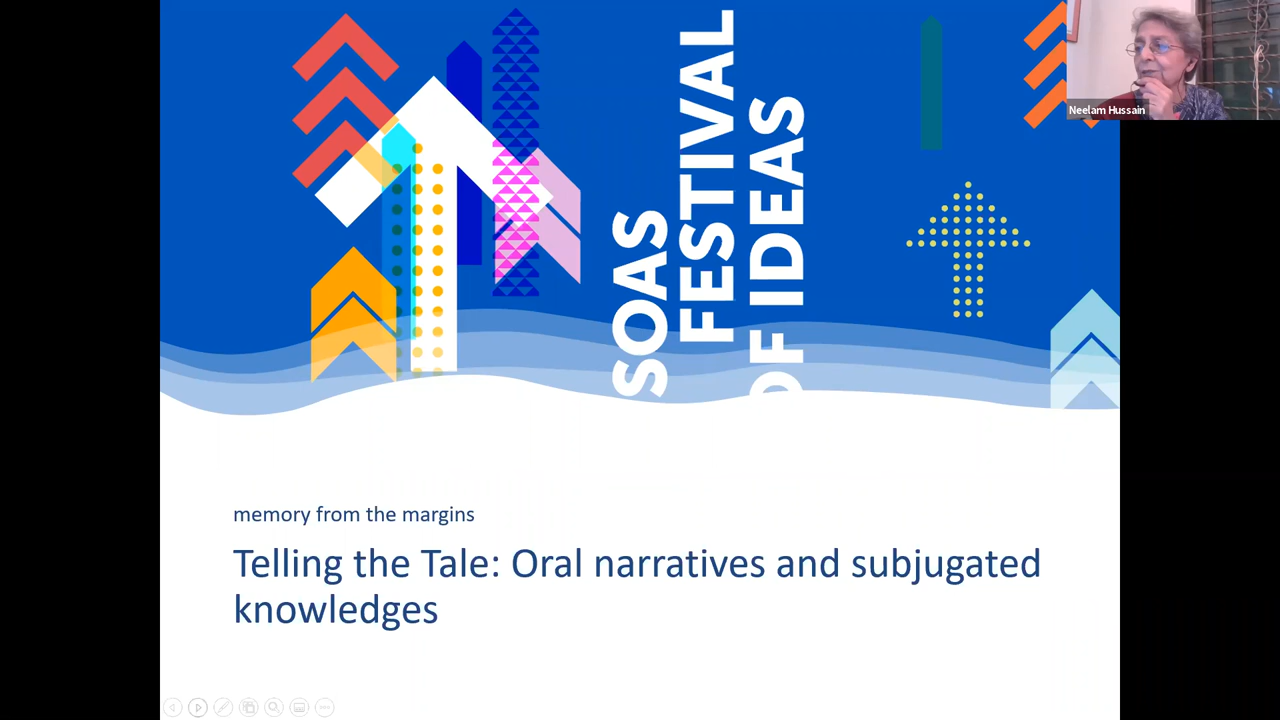 SOAS
FESTIVAL
OF IDEAS
Neelam Hussain
memory from the margins
Telling the Tale: Oral narratives and subjugated
knowledges